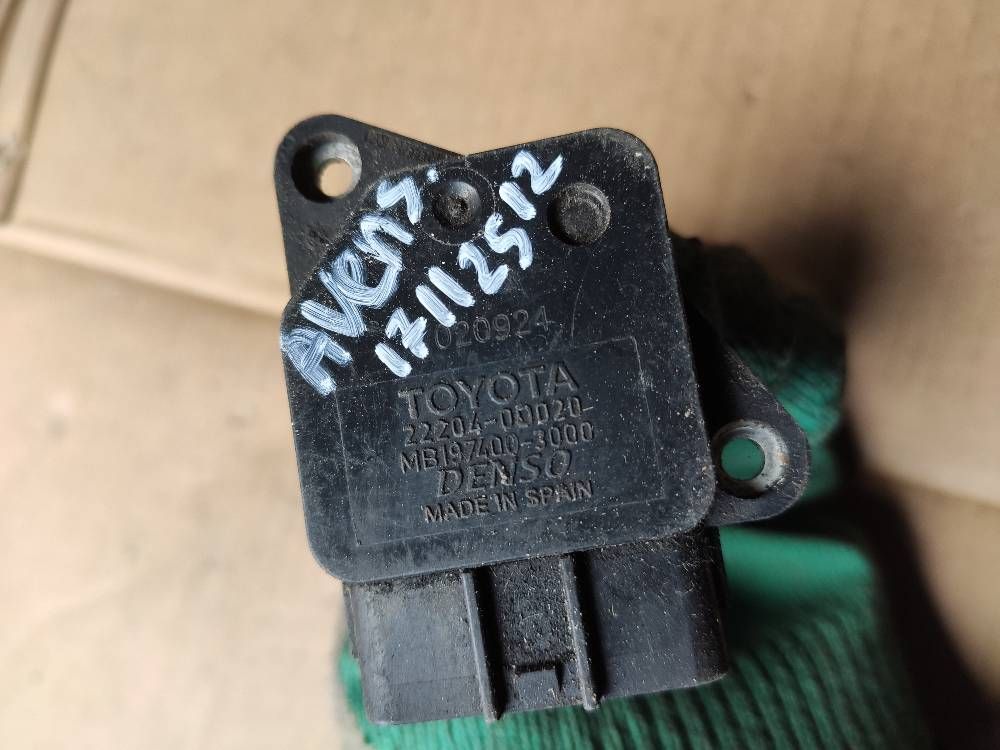 Avens.
17112512
020924
TOYOTA
22204-0D020-
MB197400-3000
DENSO
MADE IN SPAIN